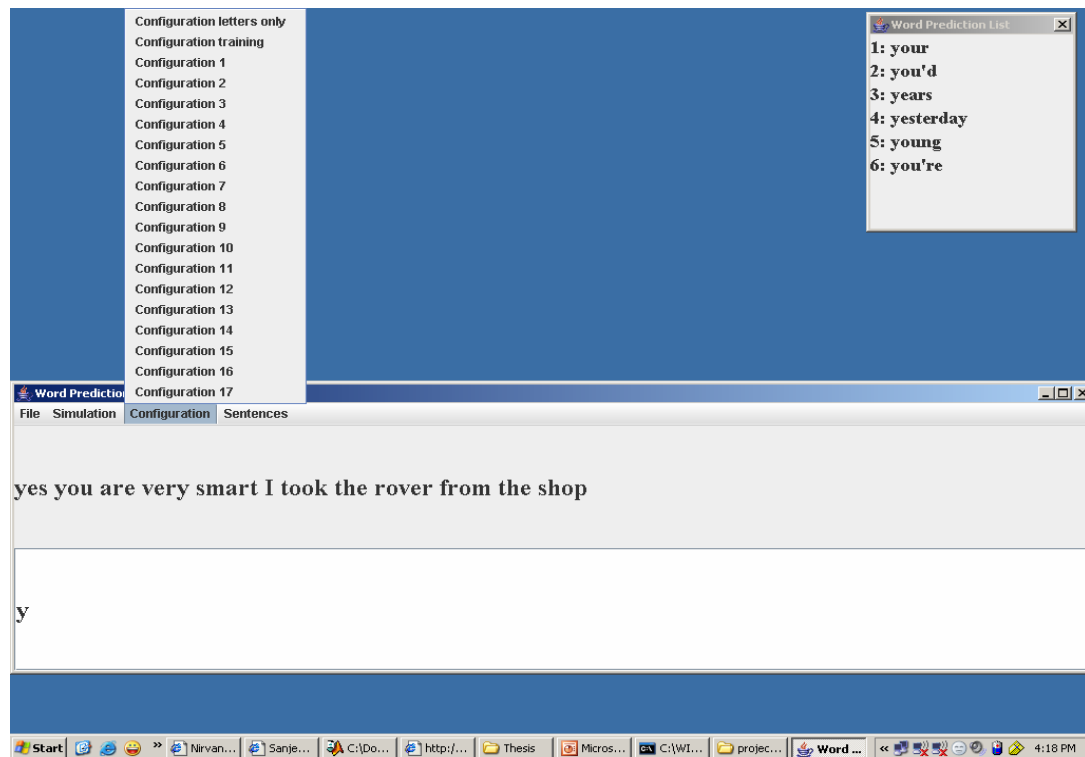 Configuration letters only
Configuration training
Configuration 1
Configuration 2
Configuration 3
Configuration 4
Configuration 5
Configuration 6
Configuration 7
Configuration 8
Configuration 9
Configuration 10
Configuration 11
Configuration 12
Configuration 13
Configuration 14
Configuration 15
Configuration 16
Configuration 17
Word Prediction List
1: your
2: you'd
3: years
4: yesterday
5: young
6: you're
Word Prediction
File Simulation Configuration Sentences
yes you are very smart I took the rover from the shop
y
Start » Nirvan... Sanje... C:\Do... http:/... Thesis Micros... C:\WI... projec... Word ... « 4:18 PM